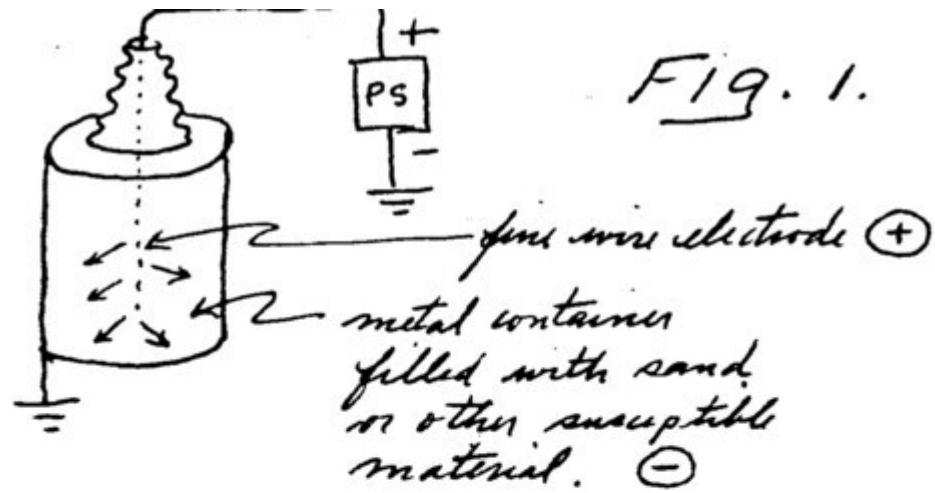 +
PS
-
Fig. 1.
fine wire electrode +
metal container
filled with sand
or other susceptible
material. -